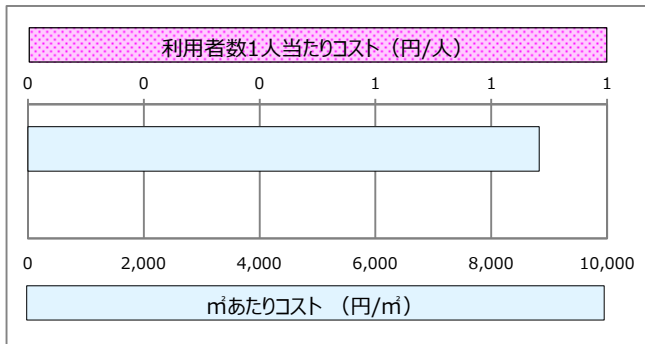 利用者数1人当たりコスト（円/人）
0 0 0 1 1 1
0 2,000 4,000 6,000 8,000 10,000
㎡あたりコスト （円/㎡）